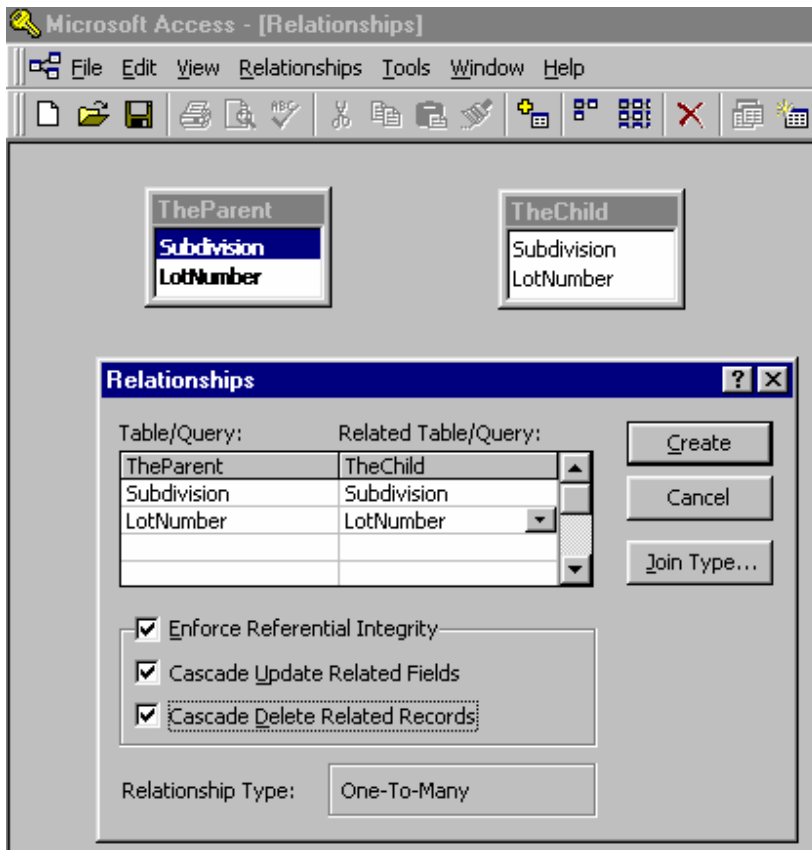 Microsoft Access - [Relationships]
File Edit View Relationships Tools Window Help
ABC
TheParent
Subdivision
LotNumber
TheChild
Subdivision
LotNumber
Relationships
Table/Query: Related Table/Query:
TheParent TheChild
Subdivision Subdivision
LotNumber LotNumber
Create
Cancel
Join Type...
Enforce Referential Integrity
Cascade Update Related Fields
Cascade Delete Related Records
Relationship Type: One-To-Many